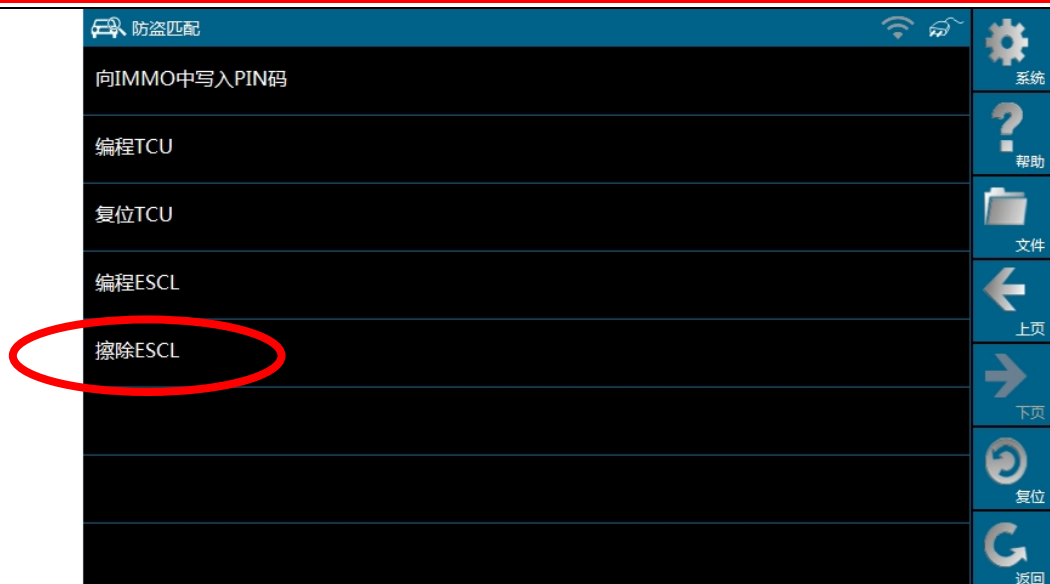 防盗匹配
向IMMO中写入PIN码
编程TCU
复位TCU
编程ESCL
擦除ESCL
系统
帮助
文件
上页
下页
复位
返回